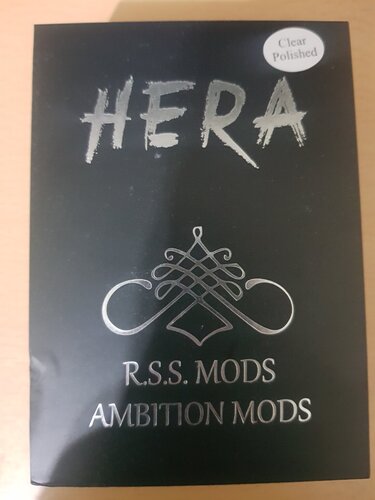 Clear
Polished
HERA
R.S.S. MODS
AMBITION MODS